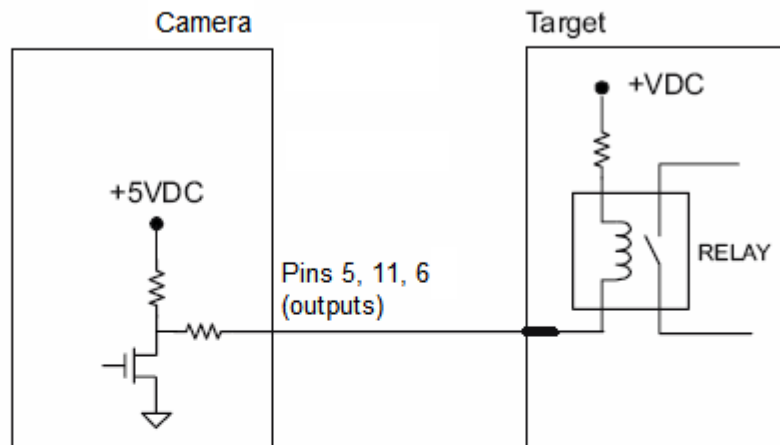 Camera
Target
+VDC
+5VDC
RELAY
Pins 5, 11, 6
(outputs)